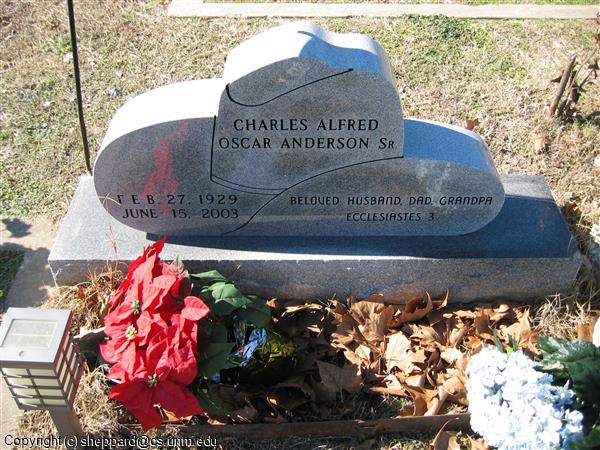 CHARLES ALFRED
OSCAR ANDERSON SR.
FEB. 27, 1929
JUNE 15, 2003
BELOVED HUSBAND, DAD, GRANDPA
ECCLESIASTES 3
Copyright (c) sheppard@cs.unm.edu